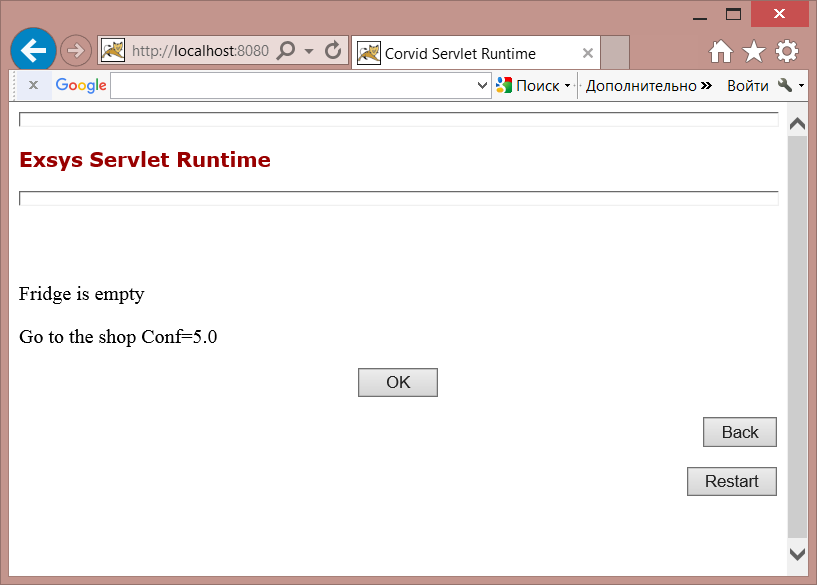 http://localhost:8080
Corvid Servlet Runtime
x Google Поиск Дополнительно » Войти
Exsys Servlet Runtime
Fridge is empty
Go to the shop Conf=5.0
OK
Back
Restart